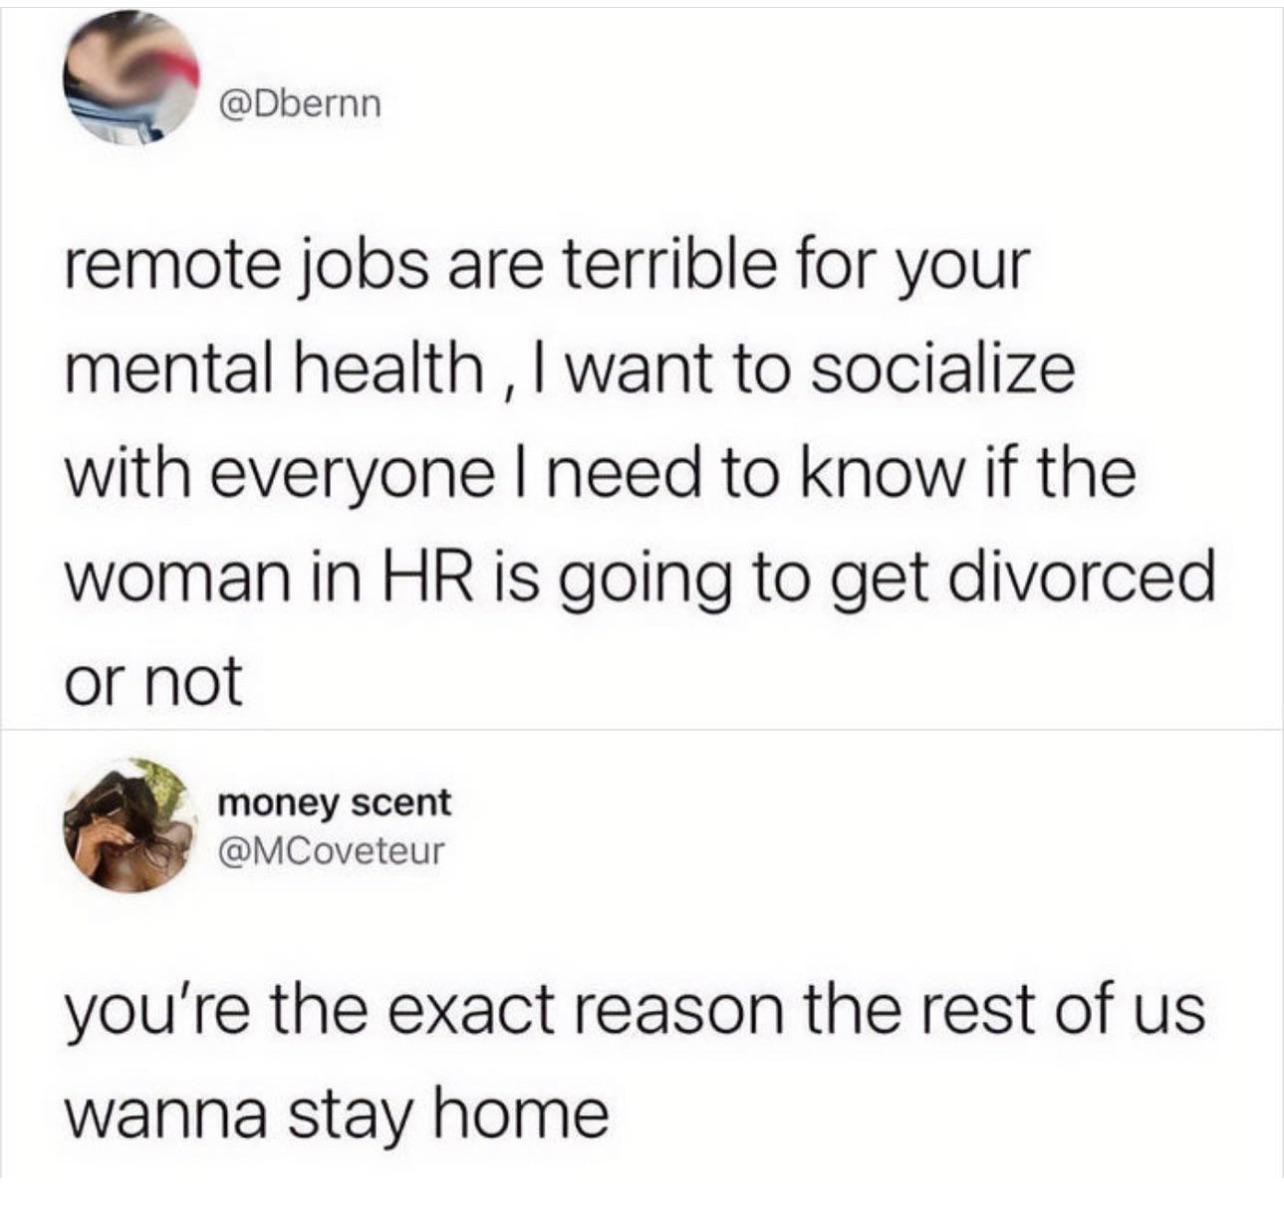 @Dbernn
remote jobs are terrible for your
mental health , I want to socialize
with everyone I need to know if the
woman in HR is going to get divorced
or not
money scent
@MCoveteur
you're the exact reason the rest of us
wanna stay home